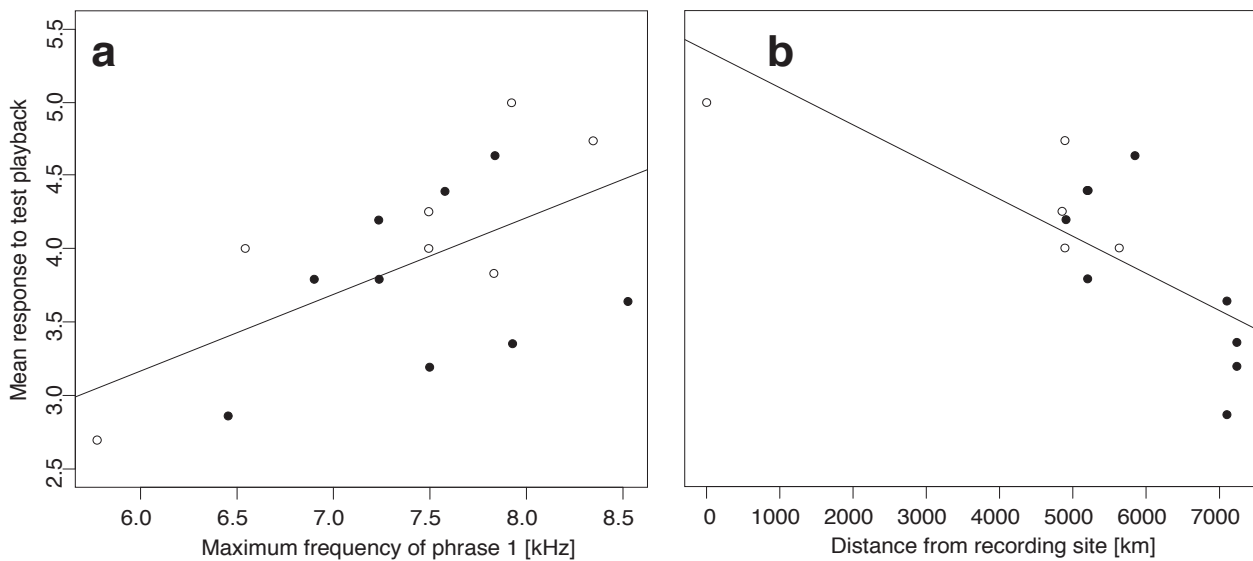 a
b
Mean response to test playback
5.5
5.0
4.5
4.0
3.5
3.0
2.5
6.0 6.5 7.0 7.5 8.0 8.5
Maximum frequency of phrase 1 [kHz]
0 1000 2000 3000 4000 5000 6000 7000
Distance from recording site [km]